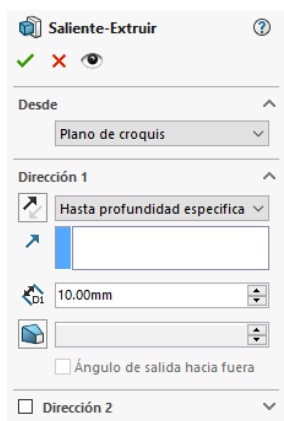 Saliente-Extruir
Desde
Plano de croquis
Dirección 1
Hasta profundidad especifica
D1
10.00mm
Ángulo de salida hacia fuera
Dirección 2